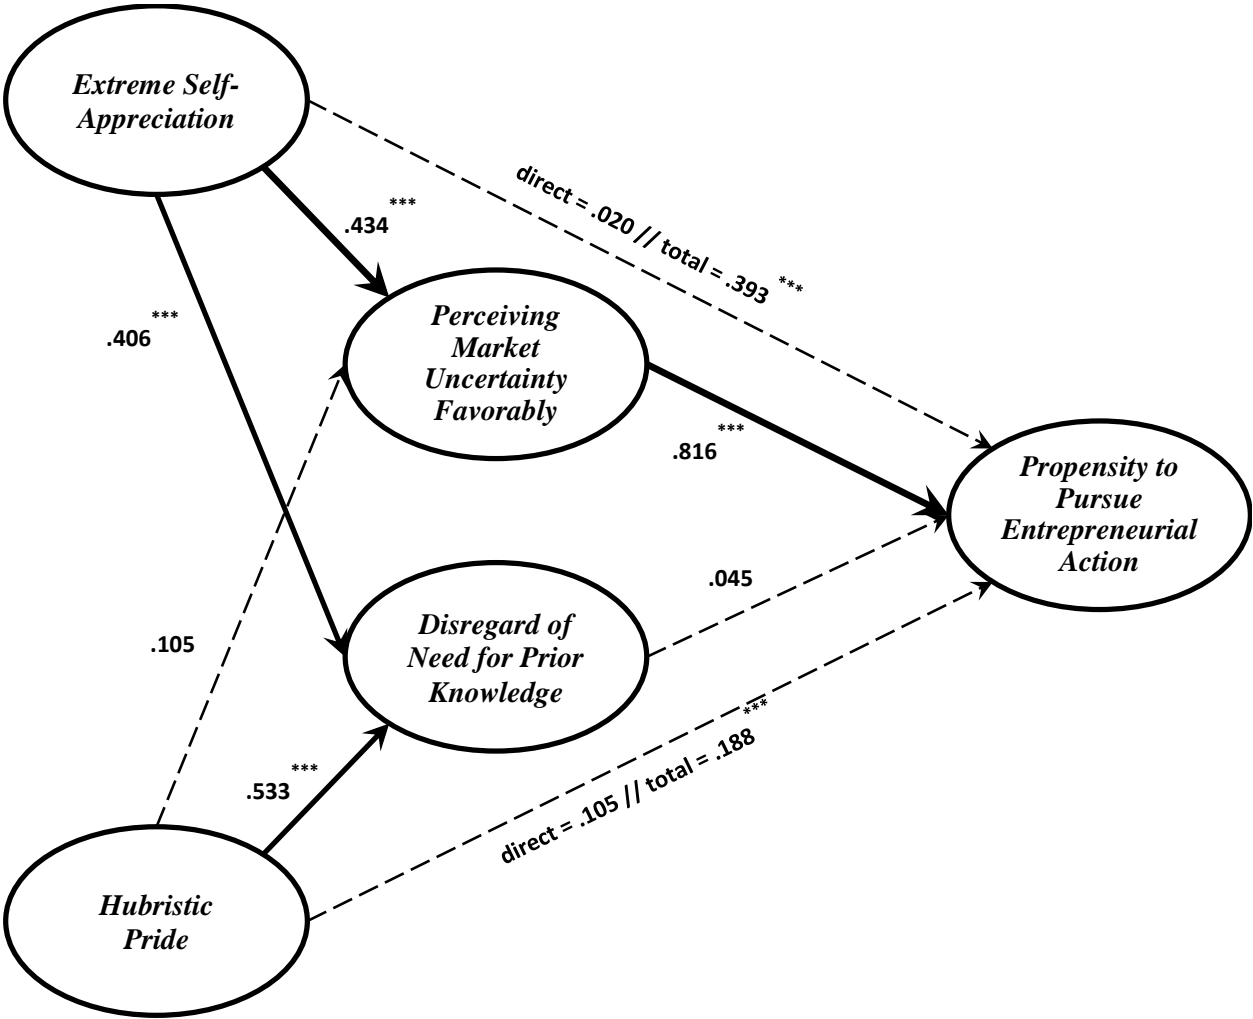 Extreme Self-
Appreciation
direct = .020 // total = .393 ***
.434***
.406***
Perceiving
Market
Uncertainty
Favorably
.816***
Propensity to
Pursue
Entrepreneurial
Action
.045
Disregard of
Need for Prior
Knowledge
.105
.533***
direct = .105 // total = .188***
Hubristic
Pride